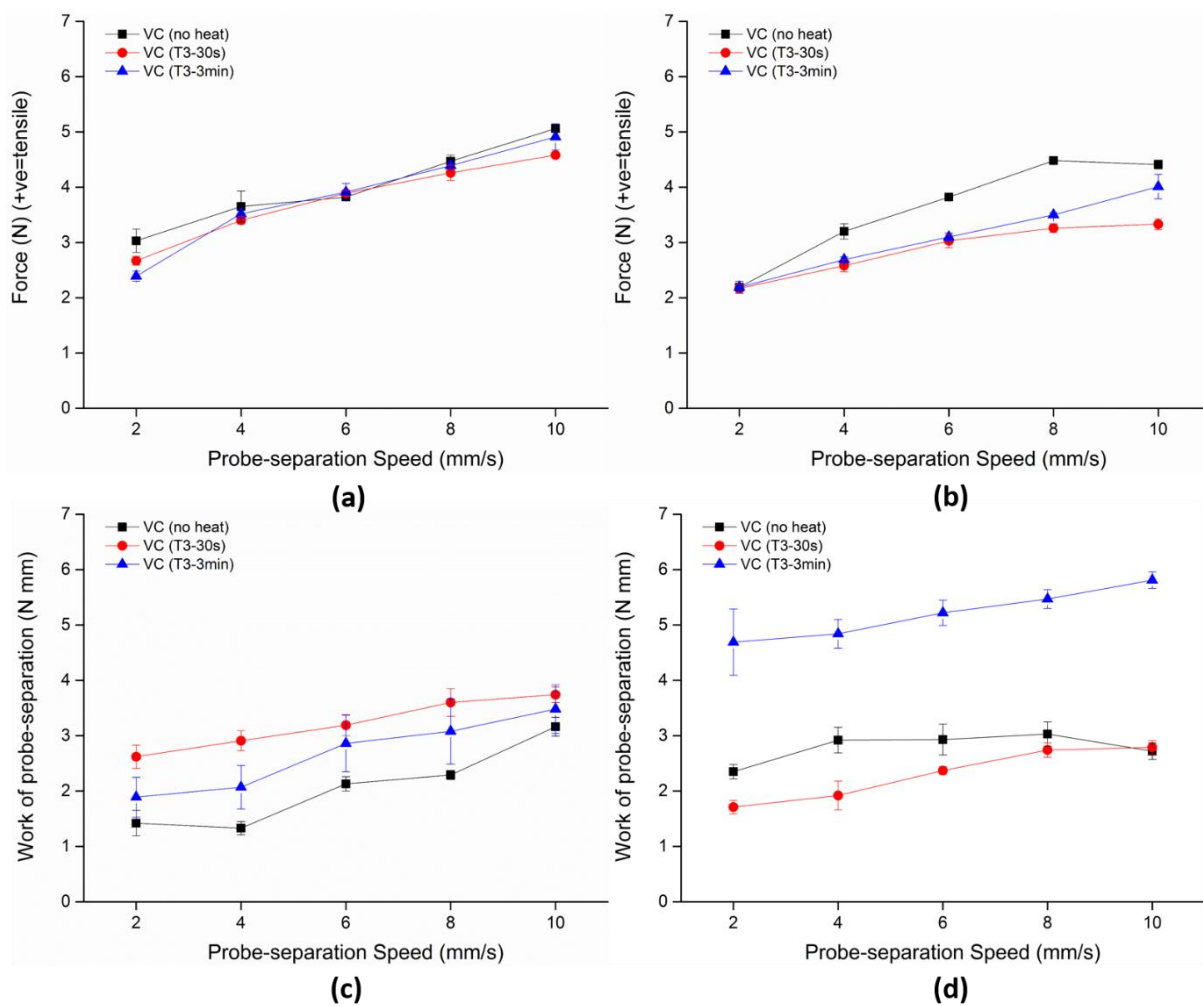 7
6
5
4
3
2
1
0
Force (N) (+ve=tensile)
VC (no heat)
VC (T3-30s)
VC (T3-3min)
2 4 6 8 10
Probe-separation Speed (mm/s)
(a)
7
6
5
4
3
2
1
0
Force (N) (+ve=tensile)
VC (no heat)
VC (T3-30s)
VC (T3-3min)
2 4 6 8 10
Probe-separation Speed (mm/s)
(b)
7
6
5
4
3
2
1
0
Work of probe-separation (N mm)
VC (no heat)
VC (T3-30s)
VC (T3-3min)
2 4 6 8 10
Probe-separation Speed (mm/s)
(c)
7
6
5
4
3
2
1
0
Work of probe-separation (N mm)
VC (no heat)
VC (T3-30s)
VC (T3-3min)
2 4 6 8 10
Probe-separation Speed (mm/s)
(d)